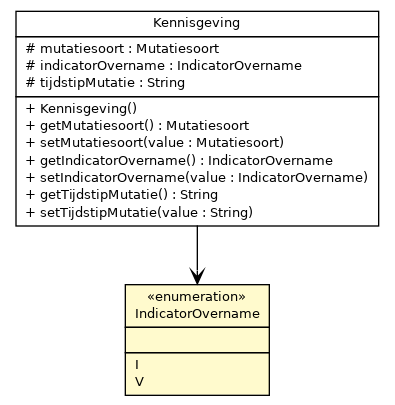 Kennisgeving
# mutatiesoort : Mutatiesoort
# indicatorOvername : IndicatorOvername
# tijdstipMutatie : String
+ Kennisgeving()
+ getMutatiesoort() : Mutatiesoort
+ setMutatiesoort(value : Mutatiesoort)
+ getIndicatorOvername() : IndicatorOvername
+ setIndicatorOvername(value : IndicatorOvername)
+ getTijdstipMutatie() : String
+ setTijdstipMutatie(value : String)
«enumeration»
IndicatorOvername
I
V